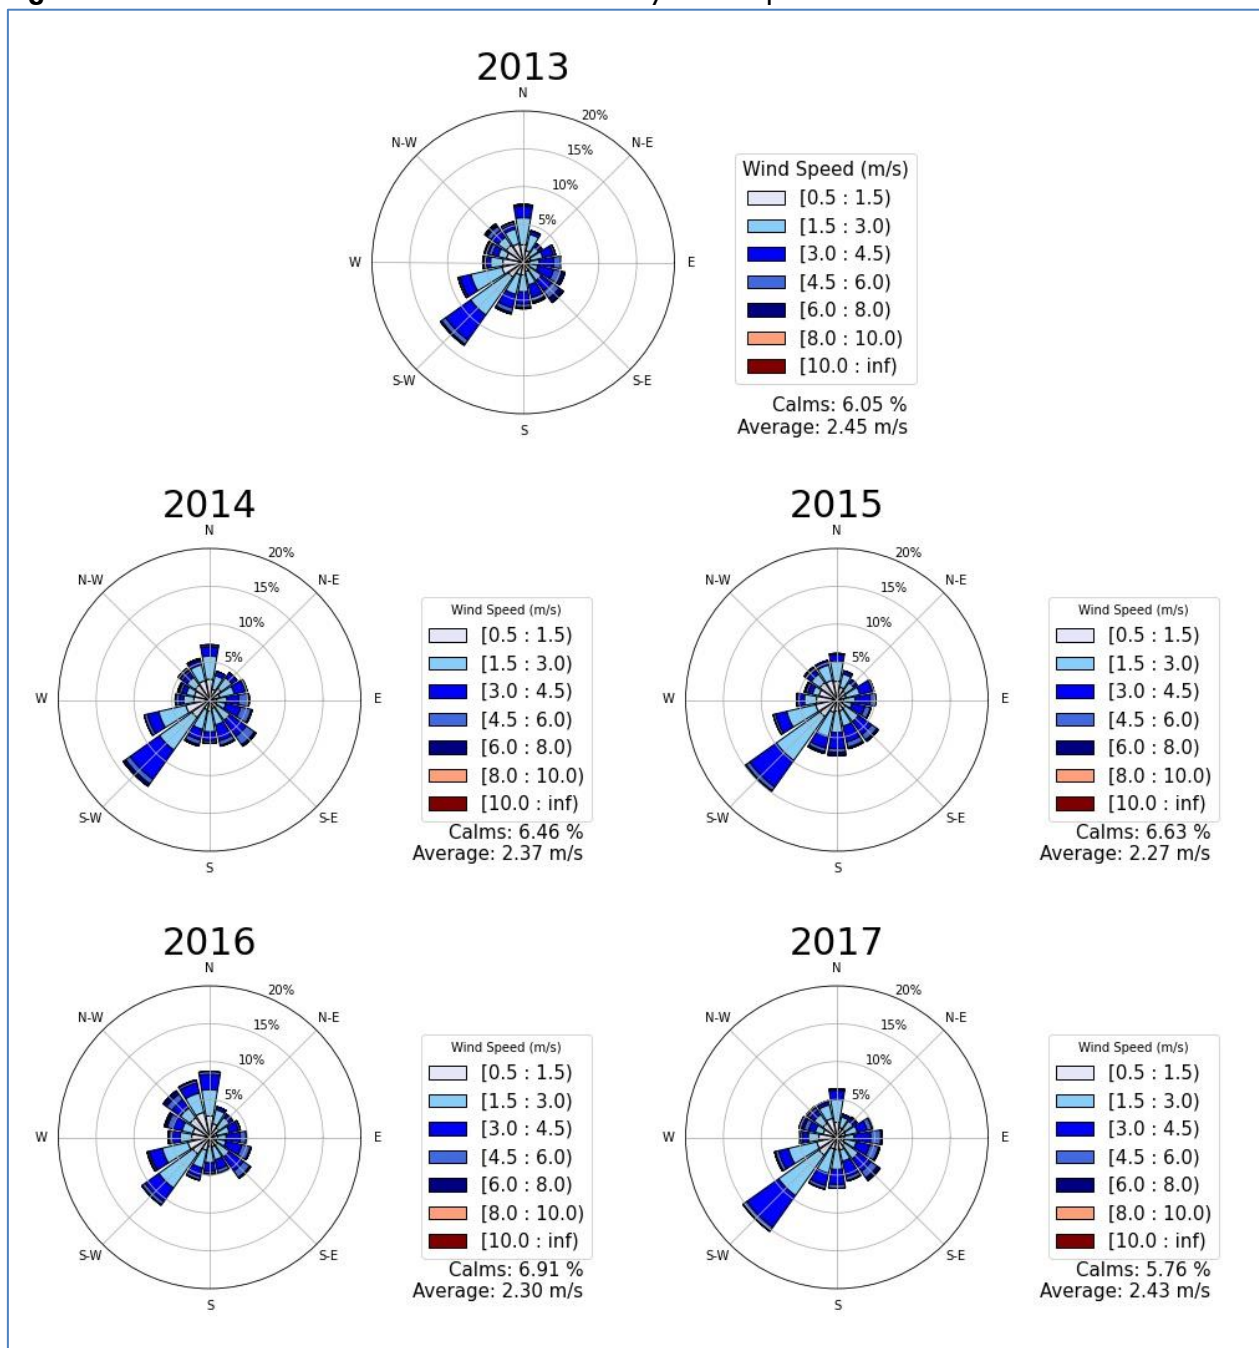 2013
N
20%
N-W
N-E
15%
10%
5%
W
E
S-W
S-E
S
Wind Speed (m/s)
[0.5 : 1.5)
[1.5 : 3.0)
[3.0 : 4.5)
[4.5 : 6.0)
[6.0 : 8.0)
[8.0 : 10.0)
[10.0 : inf)
Calms: 6.05 %
Average: 2.45 m/s
2014
N
20%
N-W
N-E
15%
10%
5%
W
E
S-W
S-E
S
Wind Speed (m/s)
[0.5 : 1.5)
[1.5 : 3.0)
[3.0 : 4.5)
[4.5 : 6.0)
[6.0 : 8.0)
[8.0 : 10.0)
[10.0 : inf)
Calms: 6.46 %
Average: 2.37 m/s
2015
N
20%
N-W
N-E
15%
10%
5%
W
E
S-W
S-E
S
Wind Speed (m/s)
[0.5 : 1.5)
[1.5 : 3.0)
[3.0 : 4.5)
[4.5 : 6.0)
[6.0 : 8.0)
[8.0 : 10.0)
[10.0 : inf)
Calms: 6.63 %
Average: 2.27 m/s
2016
N
20%
N-W
N-E
15%
10%
5%
W
E
S-W
S-E
S
Wind Speed (m/s)
[0.5 : 1.5)
[1.5 : 3.0)
[3.0 : 4.5)
[4.5 : 6.0)
[6.0 : 8.0)
[8.0 : 10.0)
[10.0 : inf)
Calms: 6.91 %
Average: 2.30 m/s
2017
N
20%
N-W
N-E
15%
10%
5%
W
E
S-W
S-E
S
Wind Speed (m/s)
[0.5 : 1.5)
[1.5 : 3.0)
[3.0 : 4.5)
[4.5 : 6.0)
[6.0 : 8.0)
[8.0 : 10.0)
[10.0 : inf)
Calms: 5.76 %
Average: 2.43 m/s